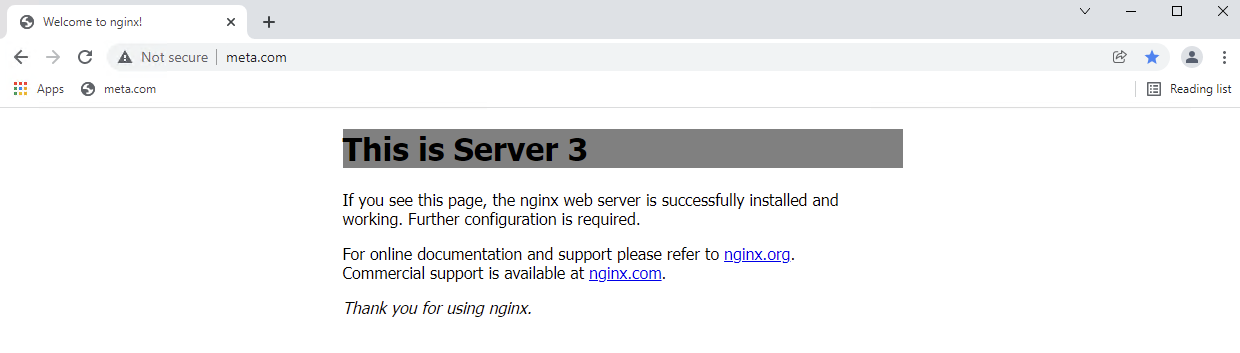 Welcome to nginx!
Not secure meta.com
Apps meta.com Reading list
This is Server 3
If you see this page, the nginx web server is successfully installed and
working. Further configuration is required.
For online documentation and support please refer to nginx.org.
Commercial support is available at nginx.com.
Thank you for using nginx.